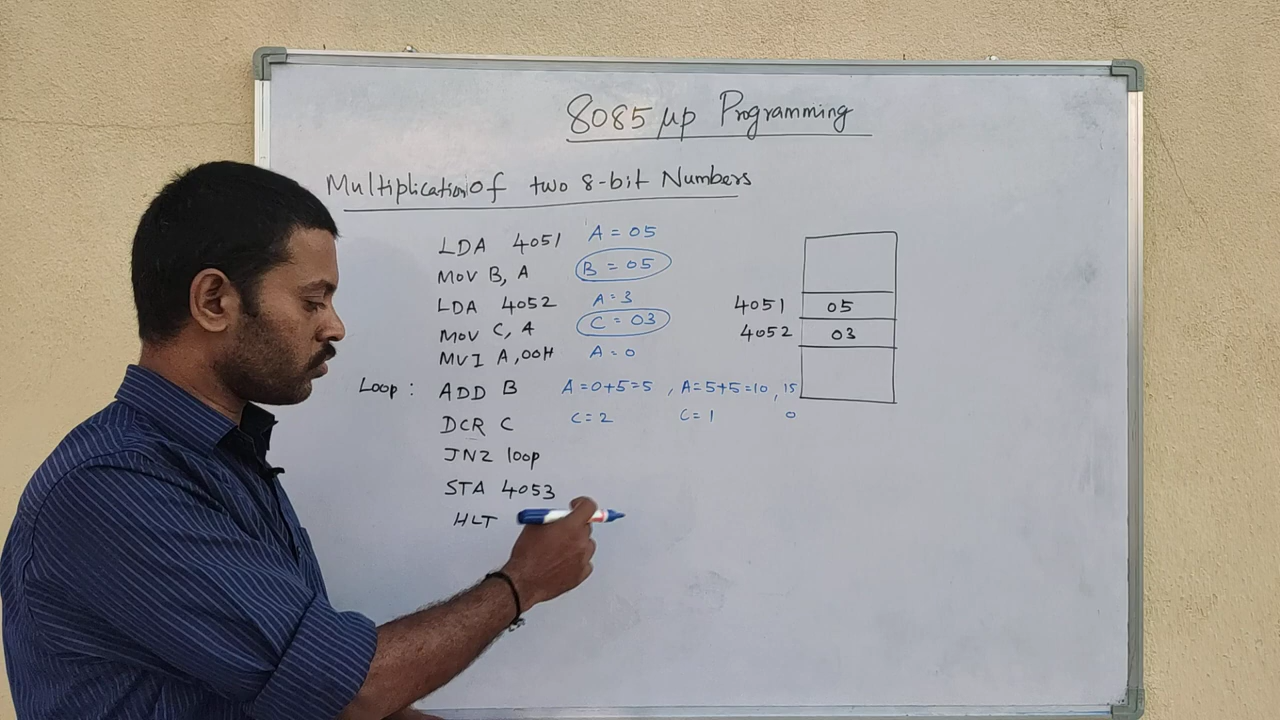 8085 μp Programming
Multiplication Of two 8-bit Numbers
LDA 4051 A = 05
MOV B, A B = 05
LDA 4052 A = 3
MOV C, A C = 03
MVI A, 00H A = 0
Loop : ADD B A = 0+5=5 , A=5+5=10, 15
DCR C C = 2 C = 1 0
JNZ loop
STA 4053
HLT
4051 05
4052 03